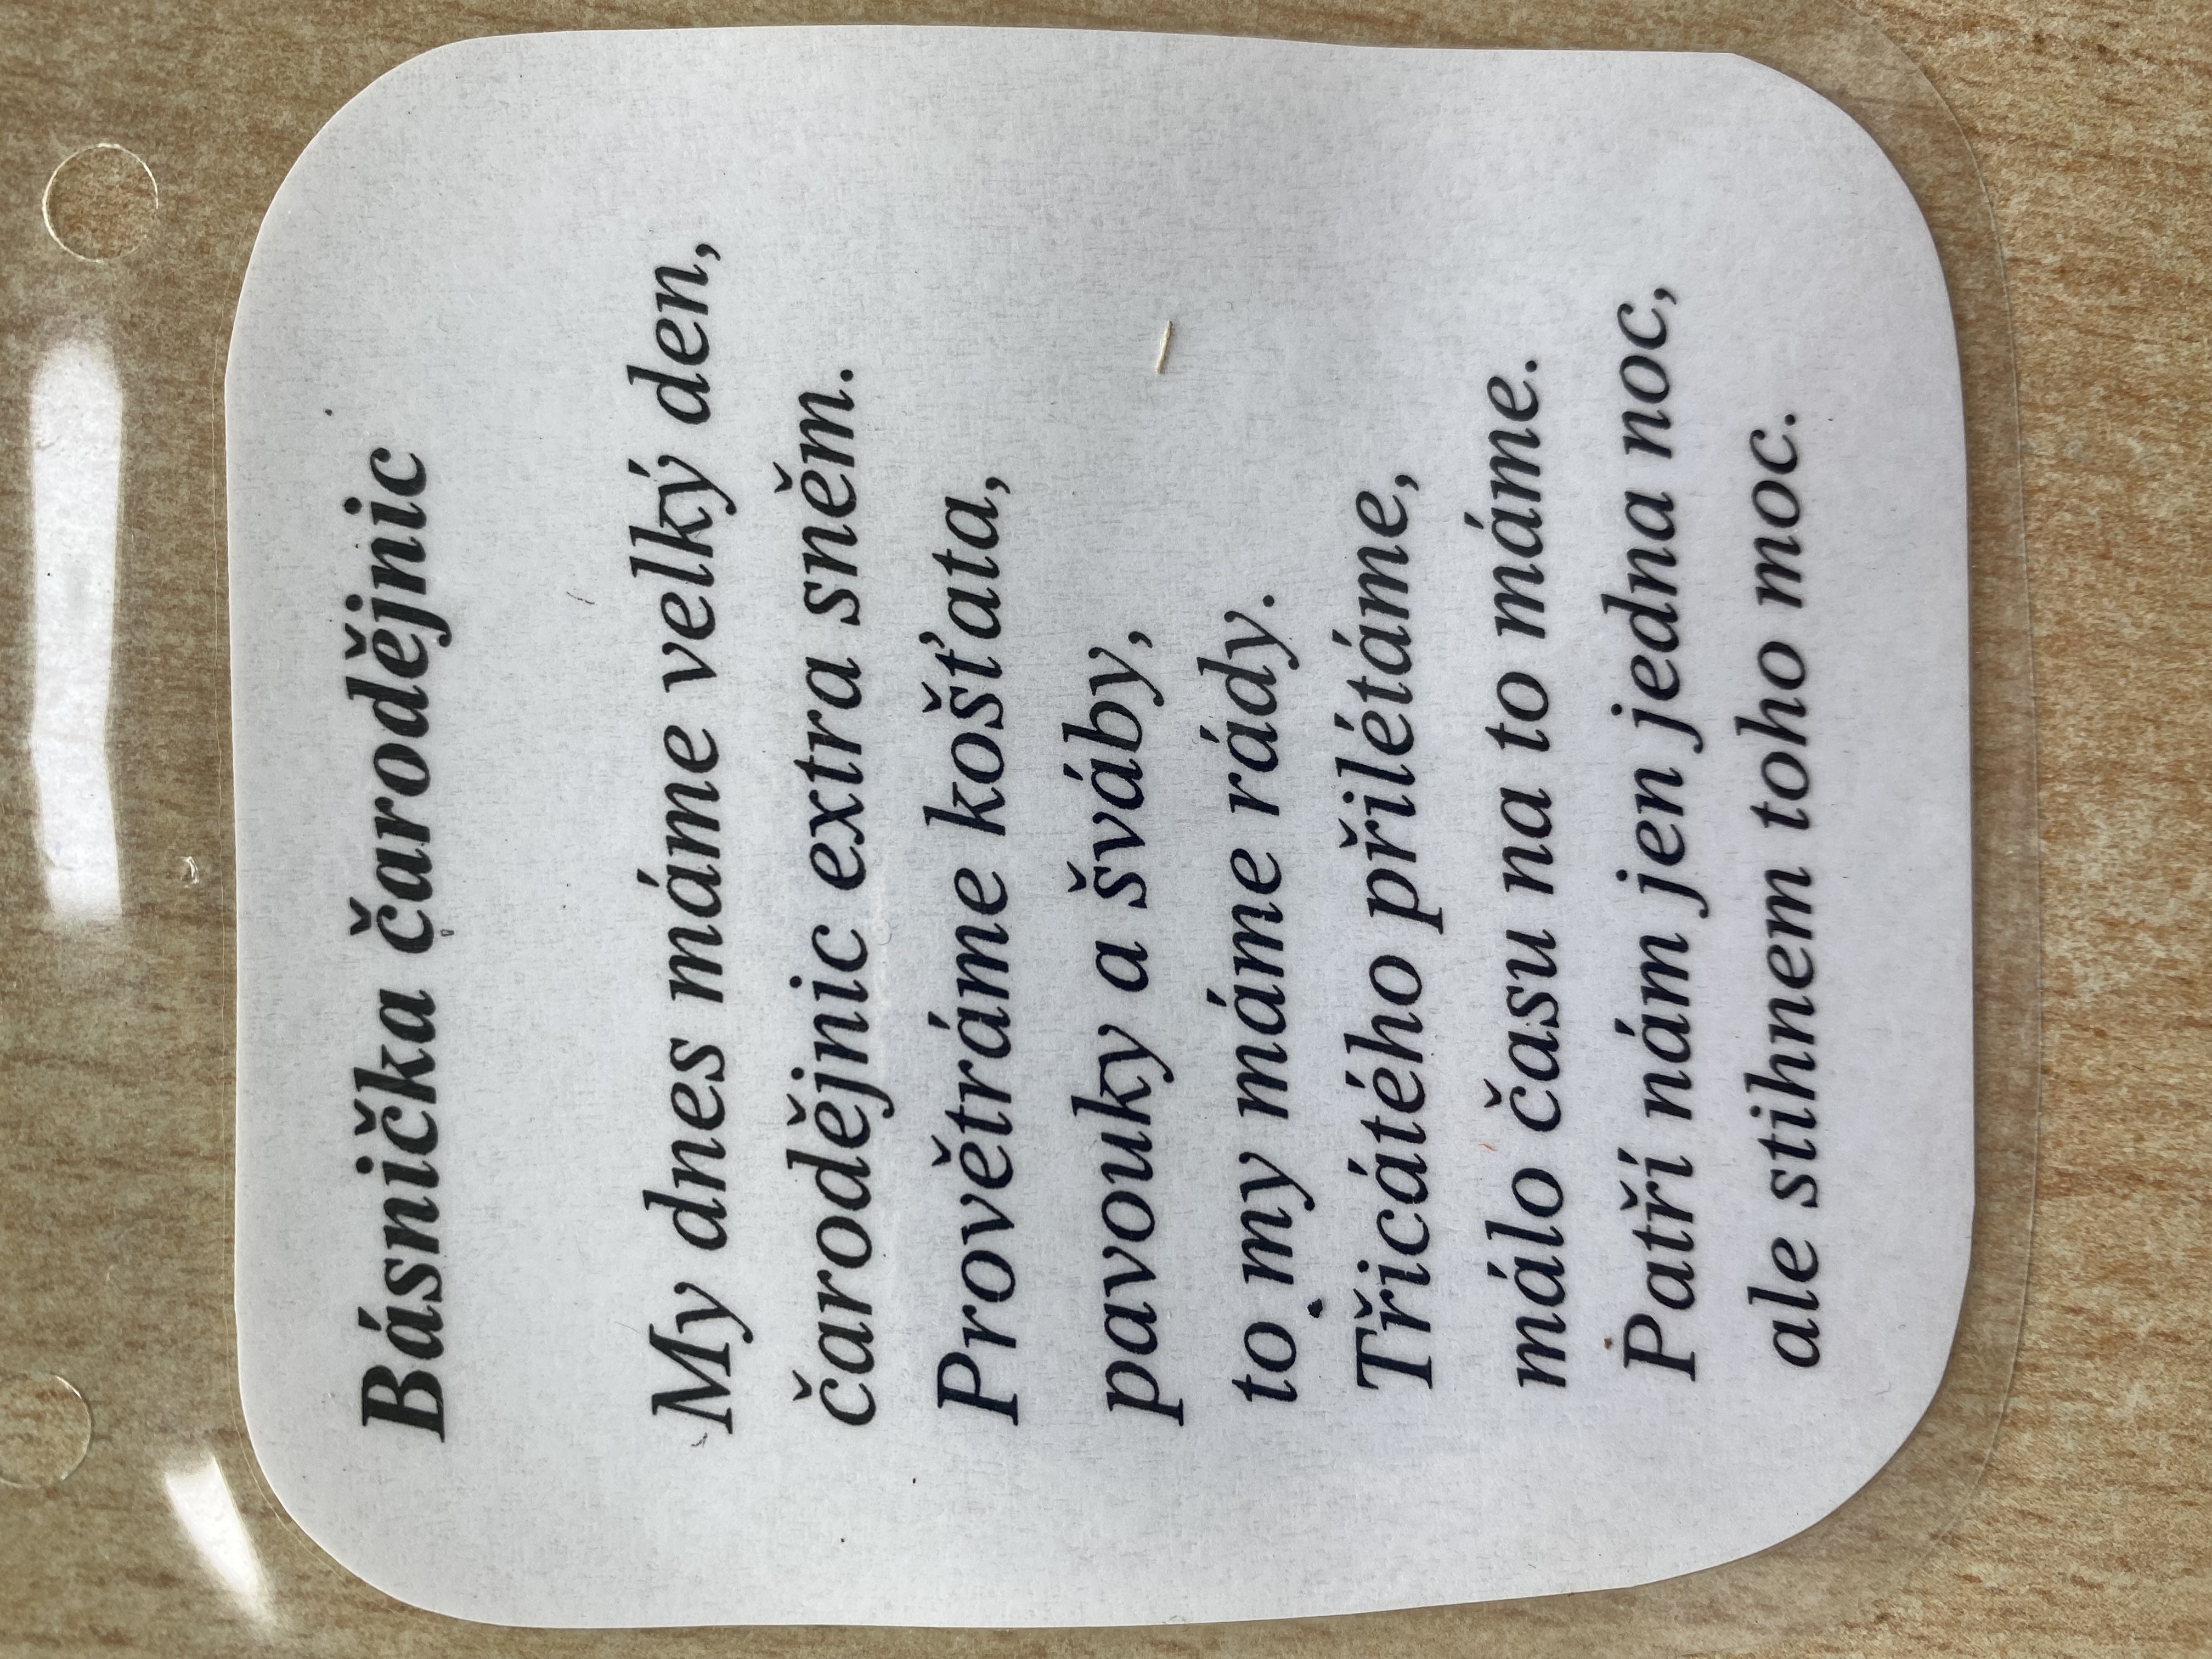 Básnička čarodějnic
My dnes máme velký den,
čarodějnic extra sněm.
Provětráme košťata,
pavouky a šváby,
to my máme rády.
Třicátého přilétáme,
málo času na to máme.
Patří nám jen jedna noc,
ale stihnem toho moc.